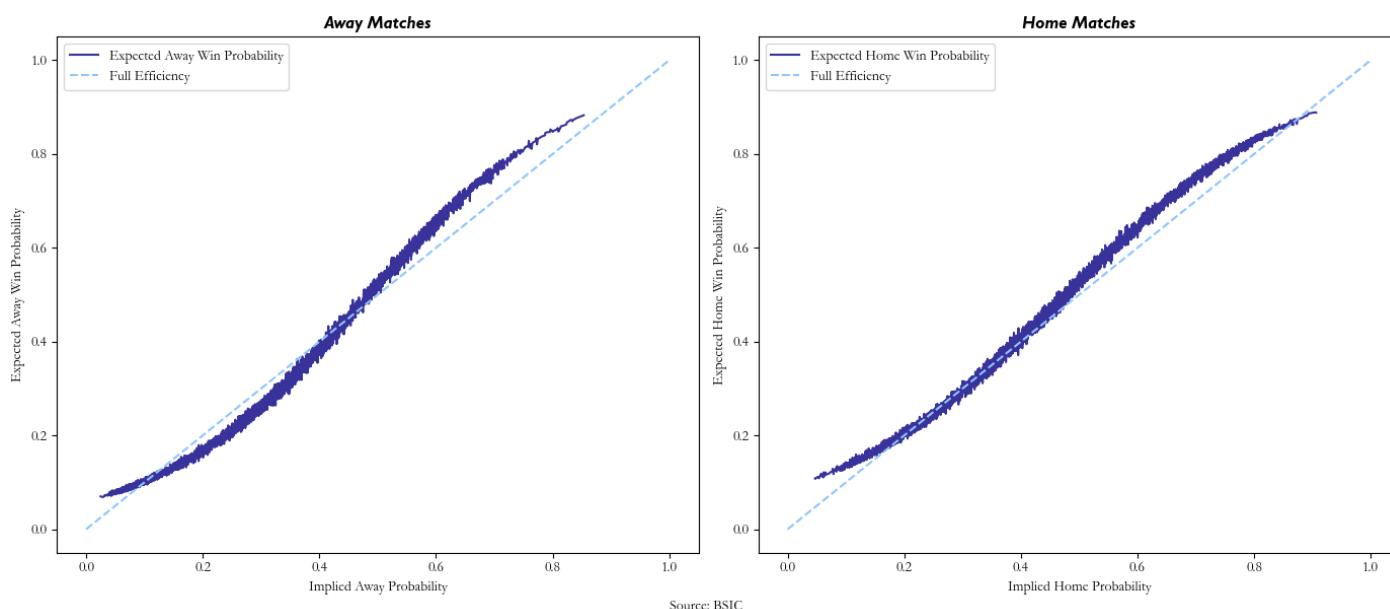 Away Matches
Expected Away Win Probability
Full Efficiency
1.0
0.8
0.6
0.4
0.2
0.0
Expected Away Win Probability
0.0 0.2 0.4 0.6 0.8 1.0
Implied Away Probability
Home Matches
Expected Home Win Probability
Full Efficiency
1.0
0.8
0.6
0.4
0.2
0.0
Expected Home Win Probability
0.0 0.2 0.4 0.6 0.8 1.0
Implied Home Probability
Source: BSIC